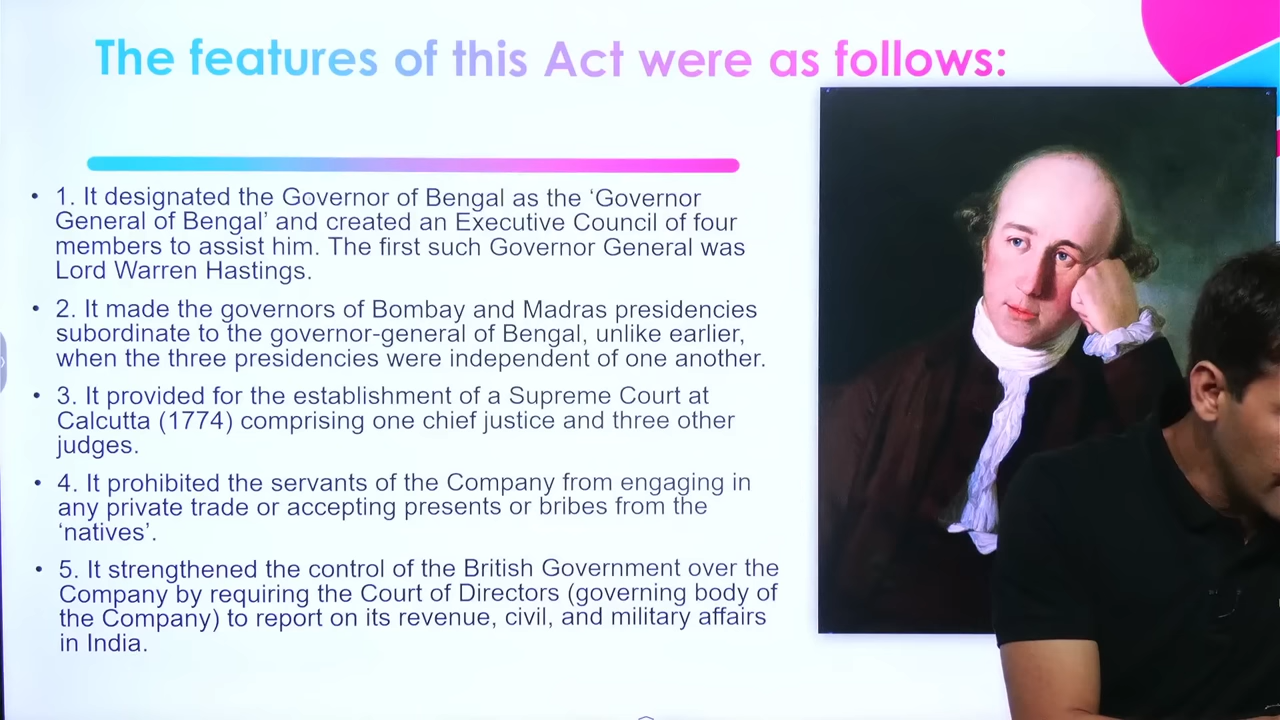 The features of this Act were as follows:
• 1. It designated the Governor of Bengal as the ‘Governor
General of Bengal’ and created an Executive Council of four
members to assist him. The first such Governor General was
Lord Warren Hastings.
• 2. It made the governors of Bombay and Madras presidencies
subordinate to the governor-general of Bengal, unlike earlier,
when the three presidencies were independent of one another.
• 3. It provided for the establishment of a Supreme Court at
Calcutta (1774) comprising one chief justice and three other
judges.
• 4. It prohibited the servants of the Company from engaging in
any private trade or accepting presents or bribes from the
‘natives’.
• 5. It strengthened the control of the British Government over the
Company by requiring the Court of Directors (governing body of
the Company) to report on its revenue, civil, and military affairs
in India.